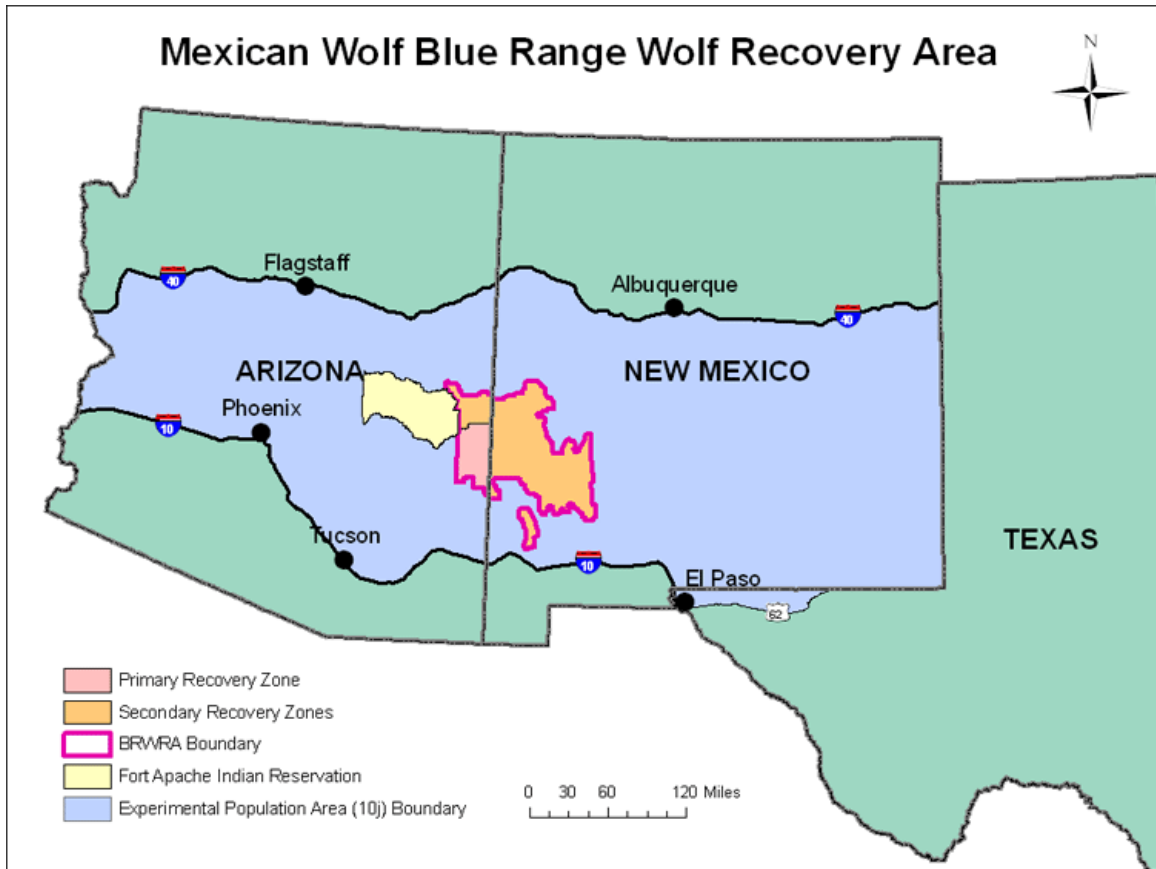 Mexican Wolf Blue Range Wolf Recovery Area
N
Flagstaff
40
Albuquerque
40
ARIZONA
NEW MEXICO
Phoenix
10
Tucson
TEXAS
10
El Paso
62
Primary Recovery Zone
Secondary Recovery Zones
BRWRA Boundary
Fort Apache Indian Reservation
Experimental Population Area (10j) Boundary
0 30 60 120 Miles